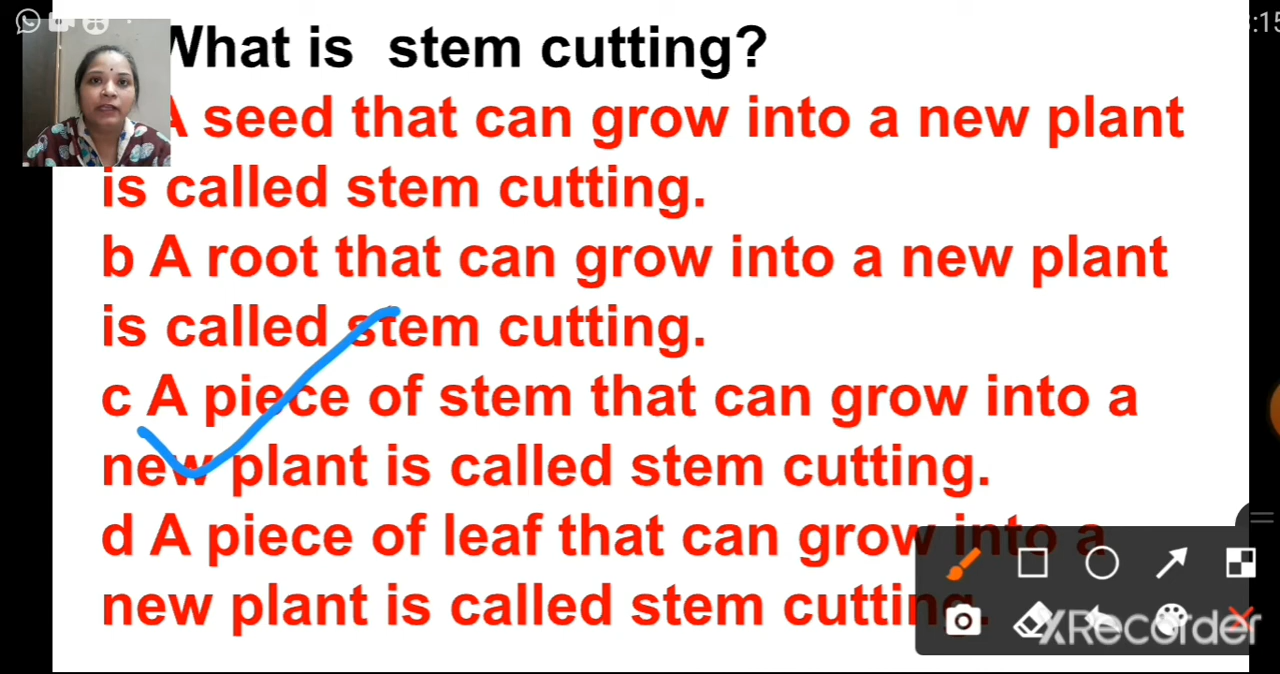 What is stem cutting?
A seed that can grow into a new plant
is called stem cutting.
b A root that can grow into a new plant
is called stem cutting.
c A piece of stem that can grow into a
new plant is called stem cutting.
d A piece of leaf that can grow into a
new plant is called stem cutting.
XRecorder